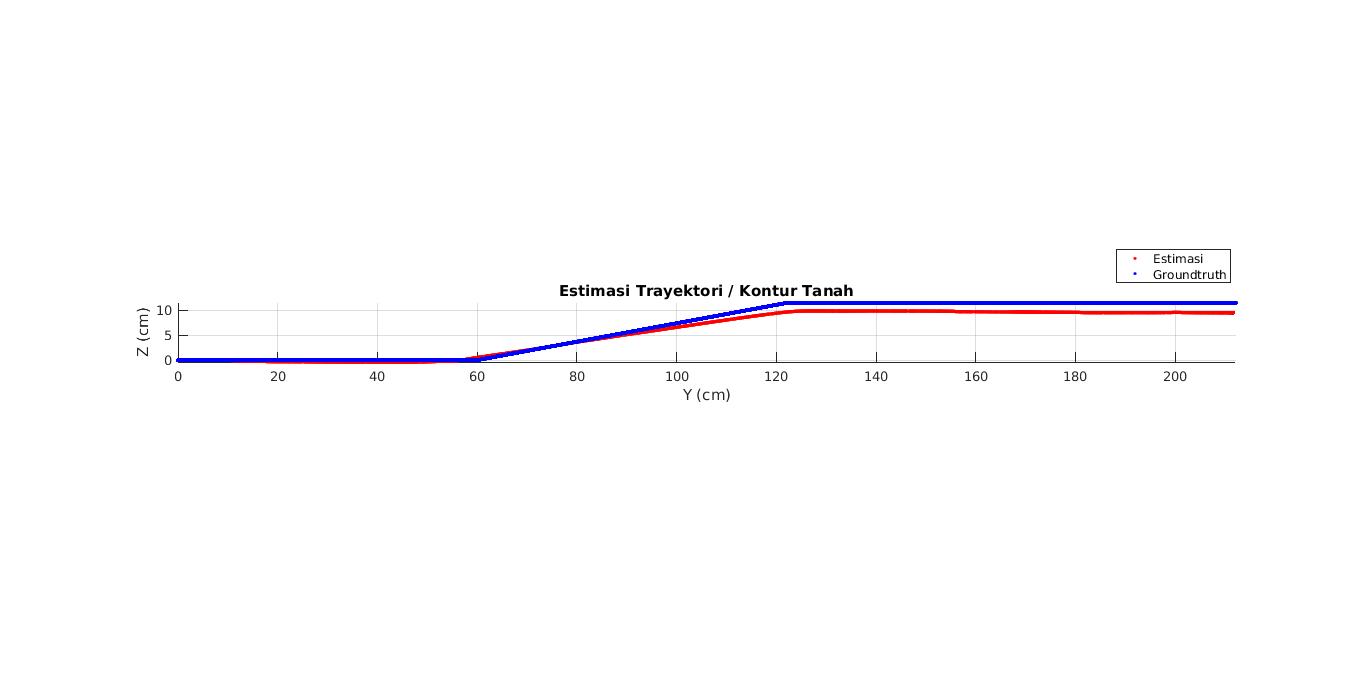 Estimasi
Groundtruth
Estimasi Trayektori / Kontur Tanah
Z (cm)
10
5
0
0 20 40 60 80 100 120 140 160 180 200
Y (cm)